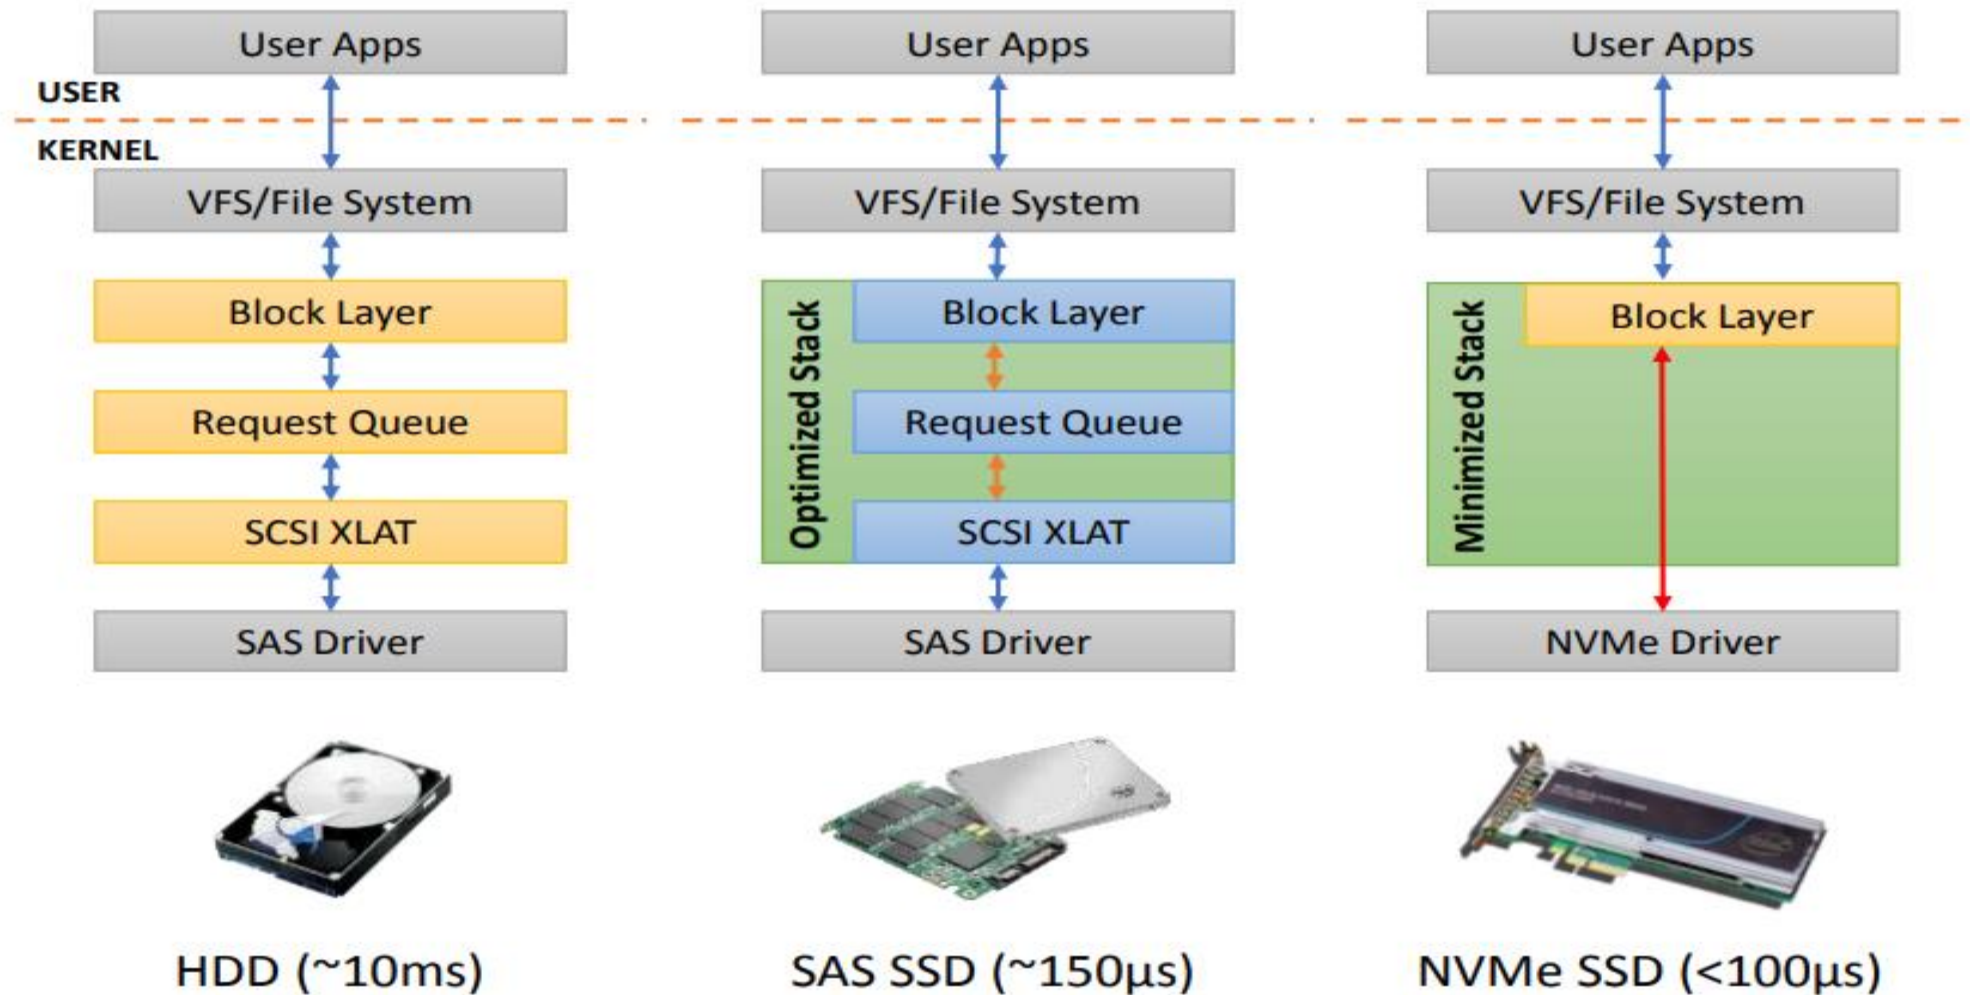 User Apps
User Apps
User Apps
USER
KERNEL
VFS/File System
VFS/File System
VFS/File System
Block Layer
Block Layer
Block Layer
Request Queue
Request Queue
SCSI XLAT
SCSI XLAT
Optimized Stack
Minimized Stack
SAS Driver
SAS Driver
NVMe Driver
HDD (~10ms)
SAS SSD (~150µs)
NVMe SSD (<100µs)